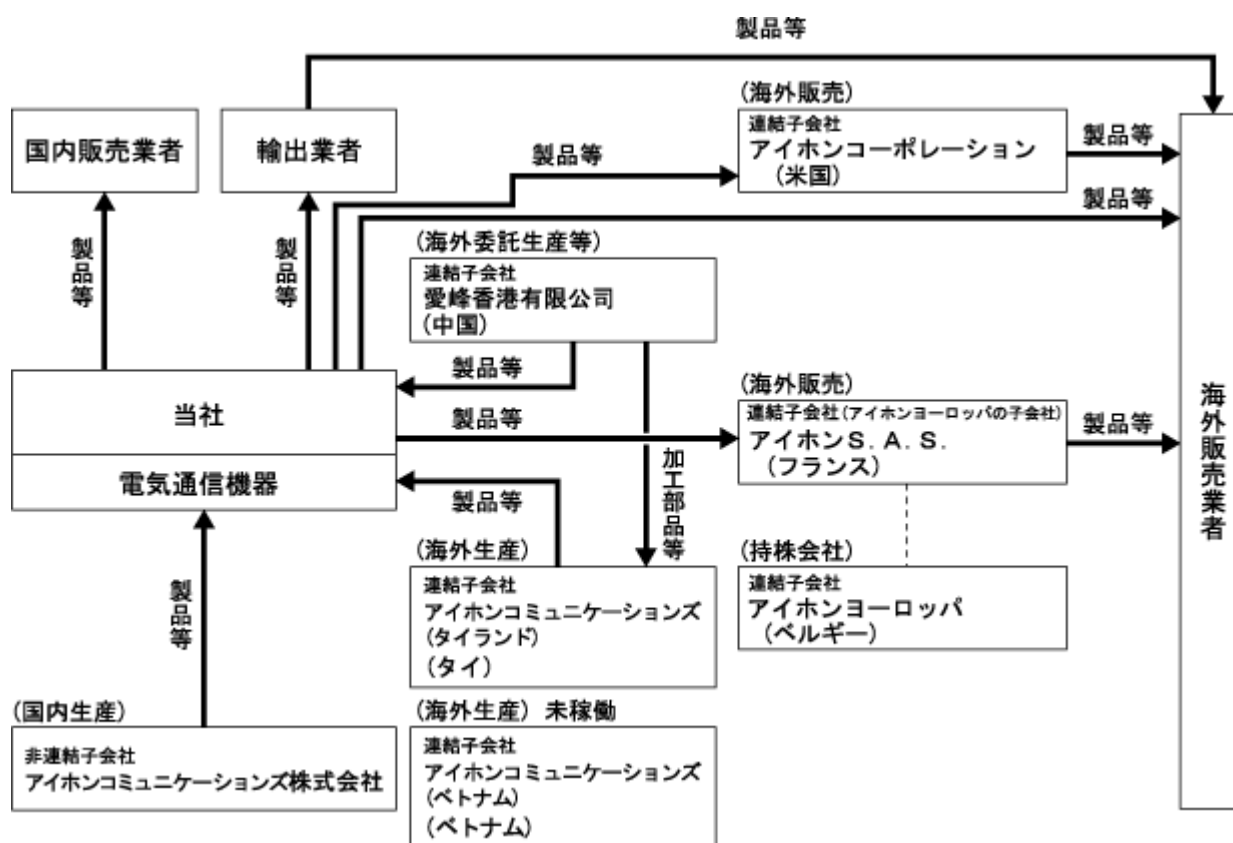 製品等
国内販売業者
輸出業者
製品等
(海外販売)
連結子会社
アイホンコーポレーション
(米国)
製品等
製品等
製品等
製品等
(海外委託生産等)
連結子会社
愛峰香港有限公司
(中国)
製品等
当社
電気通信機器
製品等
(海外販売)
連結子会社(アイホンヨーロッパの子会社)
アイホンS.A.S.
(フランス)
製品等
海外販売業者
製品等
加工部品等
(海外生産)
連結子会社
アイホンコミュニケーションズ
(タイランド)
(タイ)
(持株会社)
連結子会社
アイホンヨーロッパ
(ベルギー)
製品等
(国内生産)
非連結子会社
アイホンコミュニケーションズ株式会社
(海外生産) 未稼働
連結子会社
アイホンコミュニケーションズ
(ベトナム)
(ベトナム)